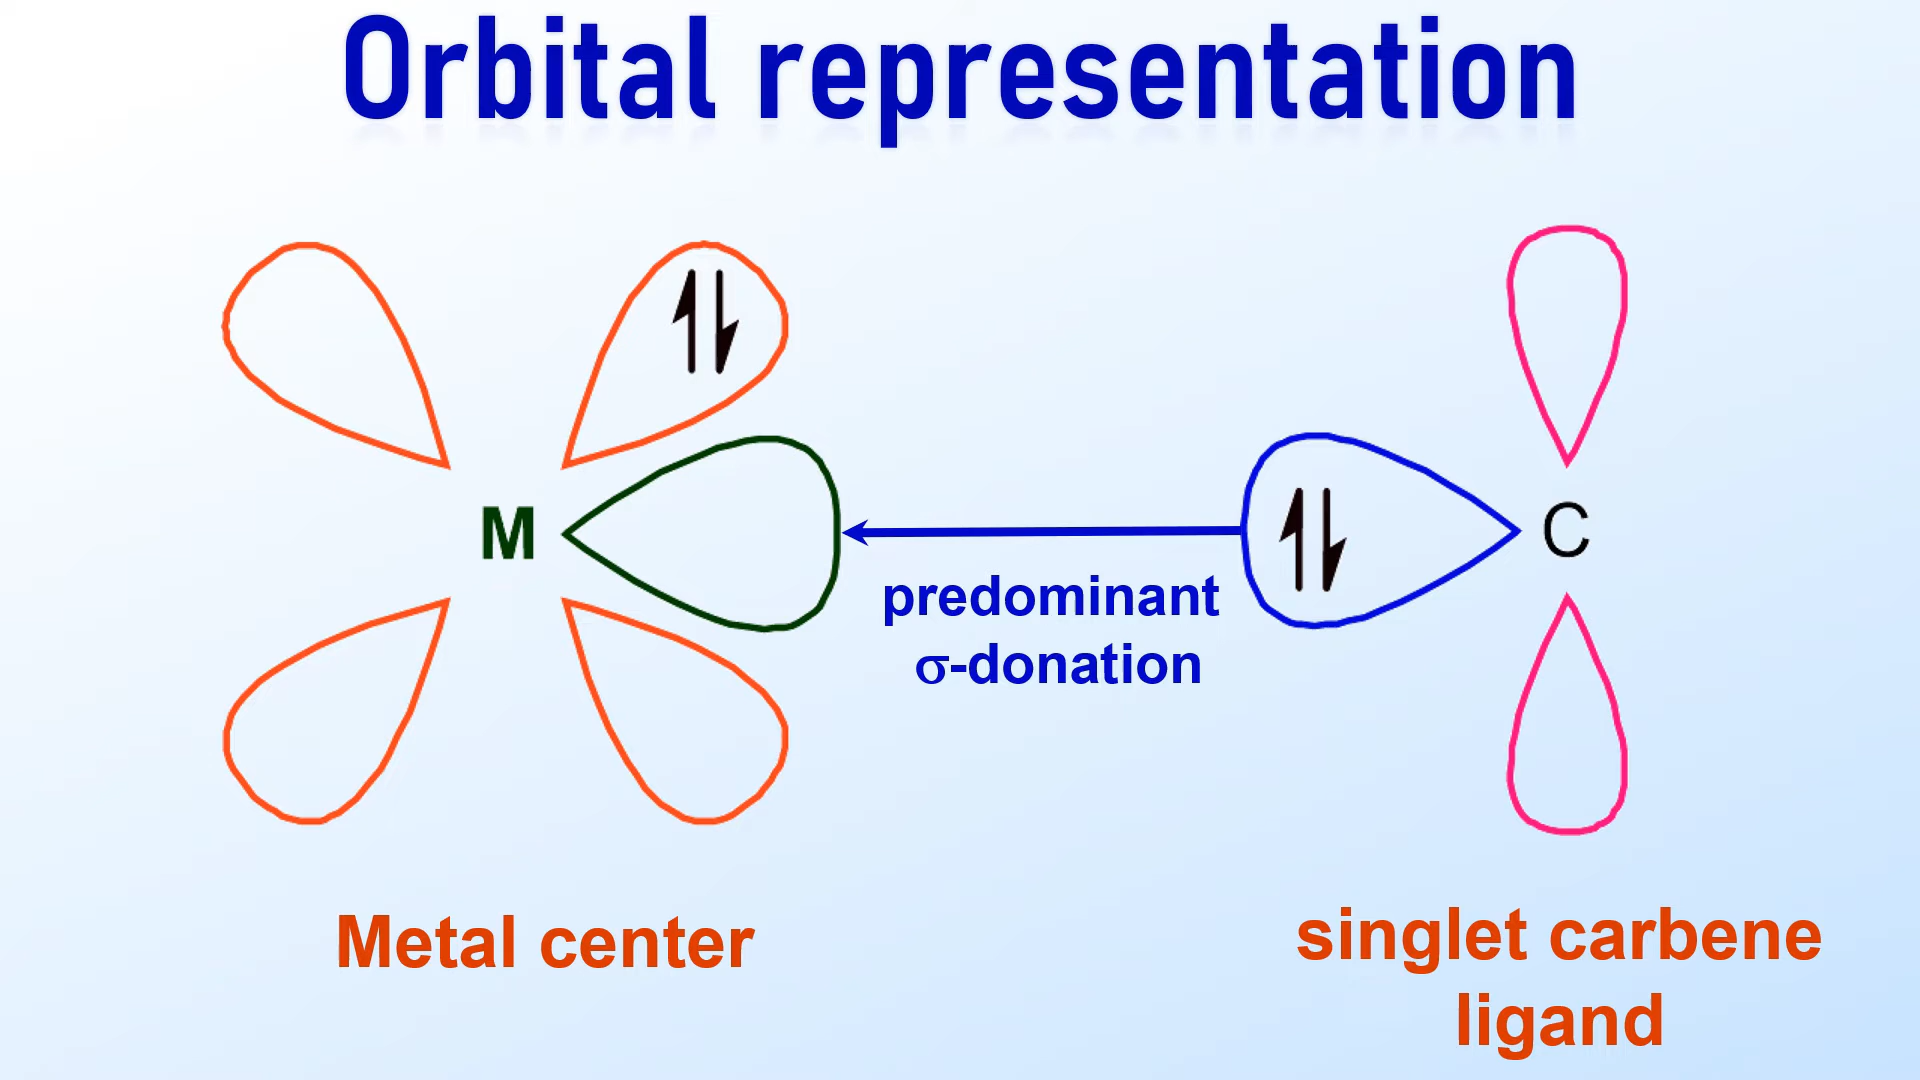 Orbital representation
M
C
predominant
σ-donation
Metal center
singlet carbene
ligand